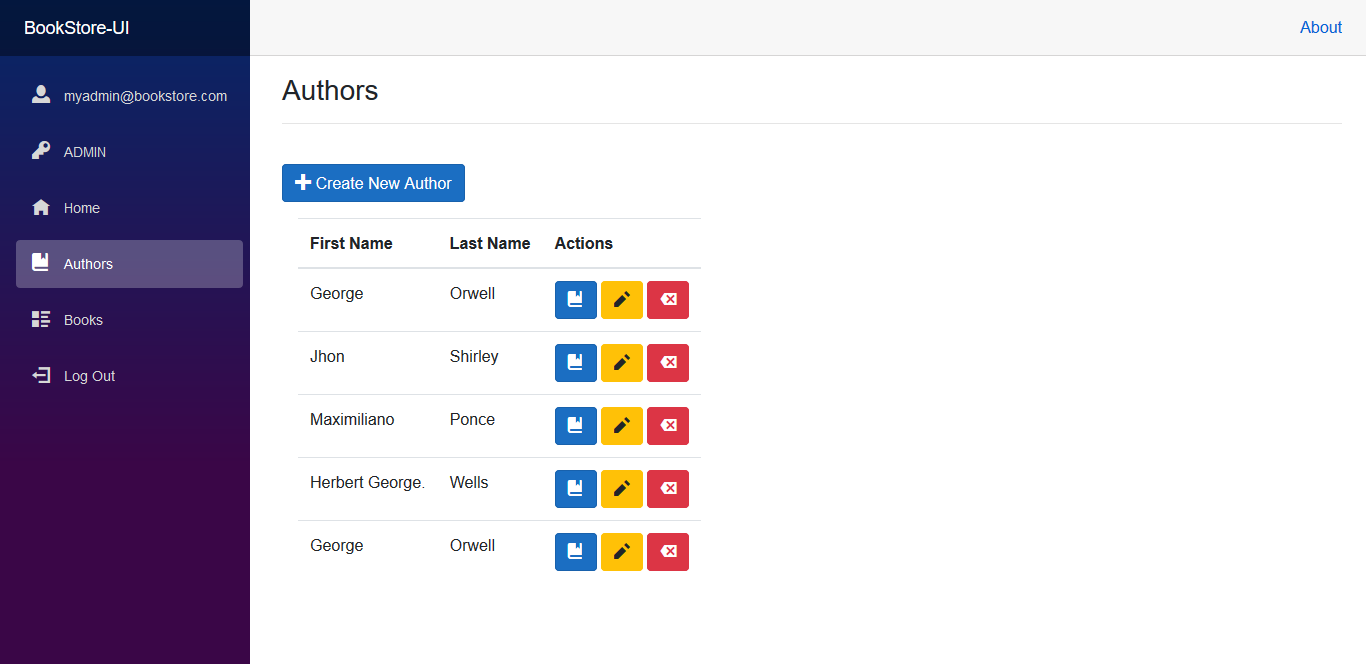 BookStore-UI
About
myadmin@bookstore.com
ADMIN
Home
Authors
Books
Log Out
Authors
Create New Author
First Name Last Name Actions
George Orwell
Jhon Shirley
Maximiliano Ponce
Herbert George. Wells
George Orwell